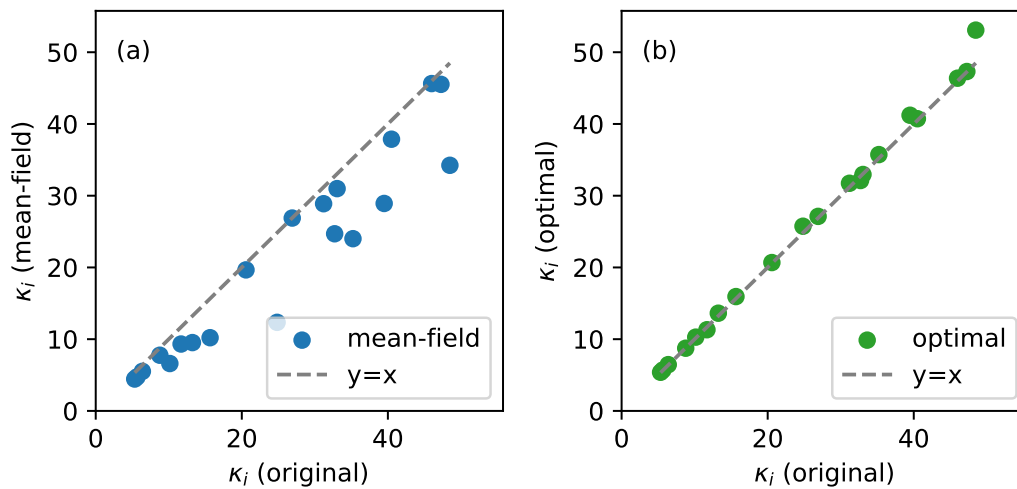 (a)
50
40
30
20
10
0
0 20 40
κi (mean-field)
κi (original)
mean-field
y=x
(b)
50
40
30
20
10
0
0 20 40
κi (optimal)
κi (original)
optimal
y=x